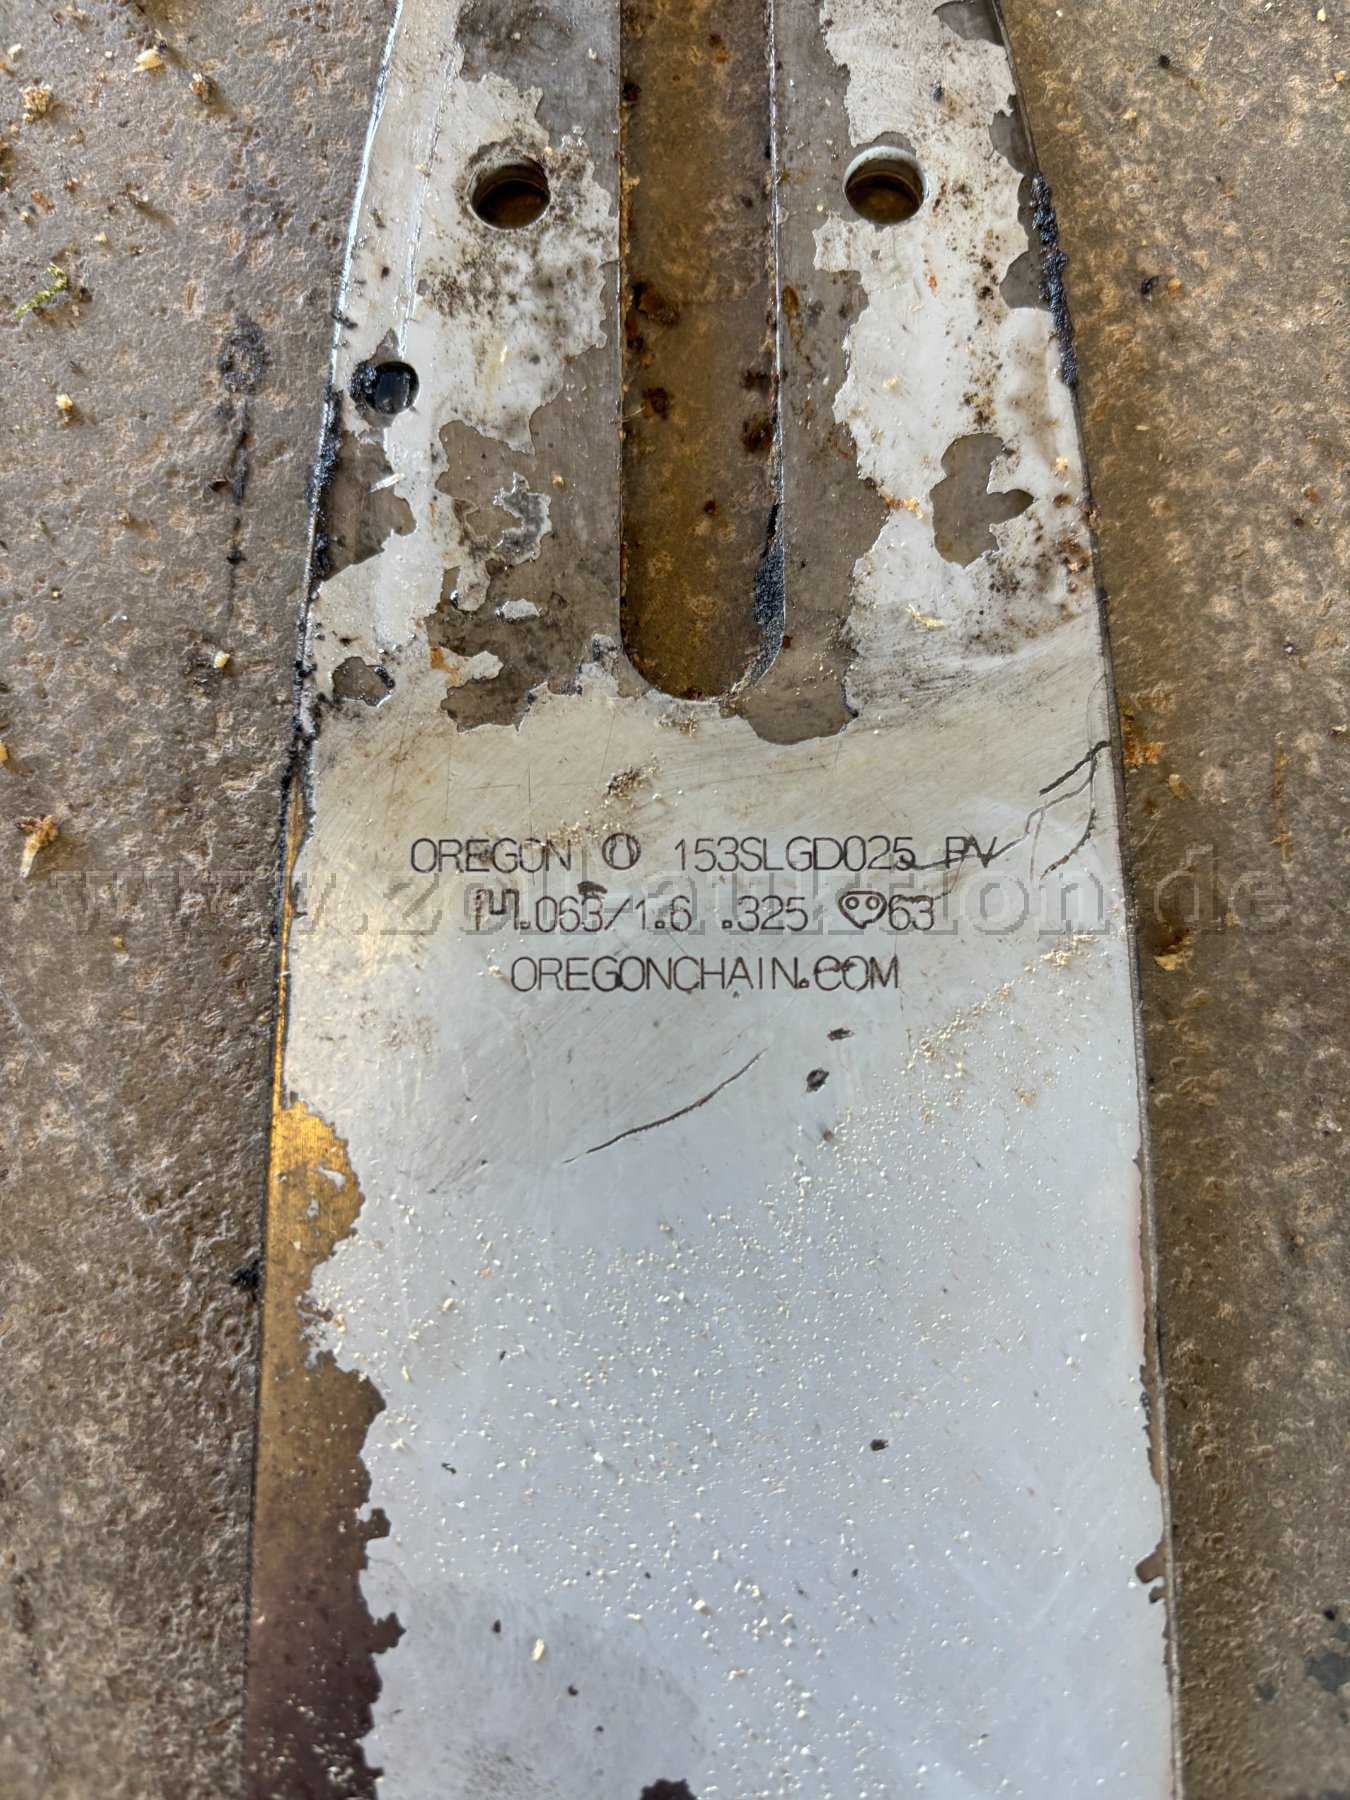 OREGON 153SLGD025 PV
.063/1.6 .325 63
OREGONCHAIN.COM
www.zoll-auktion.de